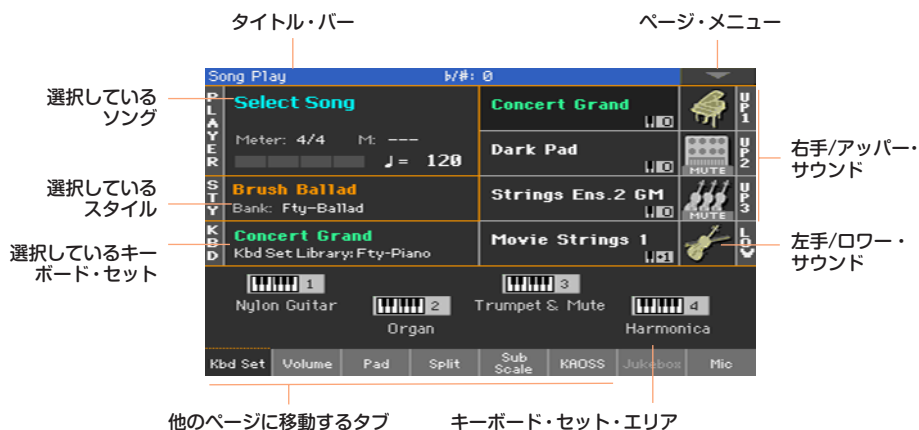 タイトル・バー
ページ・メニュー
Song Play
♭/#: 0
選択している
ソング
PLAYER
Select Song
Meter: 4/4 M: ---
♩ = 120
Concert Grand
0
UP1
Dark Pad
0
MUTE
UP2
右手/アッパー・
サウンド
選択している
スタイル
STY
Brush Ballad
Bank: Fty-Ballad
Strings Ens.2 GM
0
MUTE
UP3
選択しているキー
ボード・セット
KBD
Concert Grand
Kbd Set Library: Fty-Piano
Movie Strings 1
+1
LOW
左手/ロワー・
サウンド
1
Nylon Guitar
2
Organ
3
Trumpet & Mute
4
Harmonica
Kbd Set
Volume
Pad
Split
Sub
Scale
KAOSS
Jukebox
Mic
他のページに移動するタブ
キーボード・セット・エリア